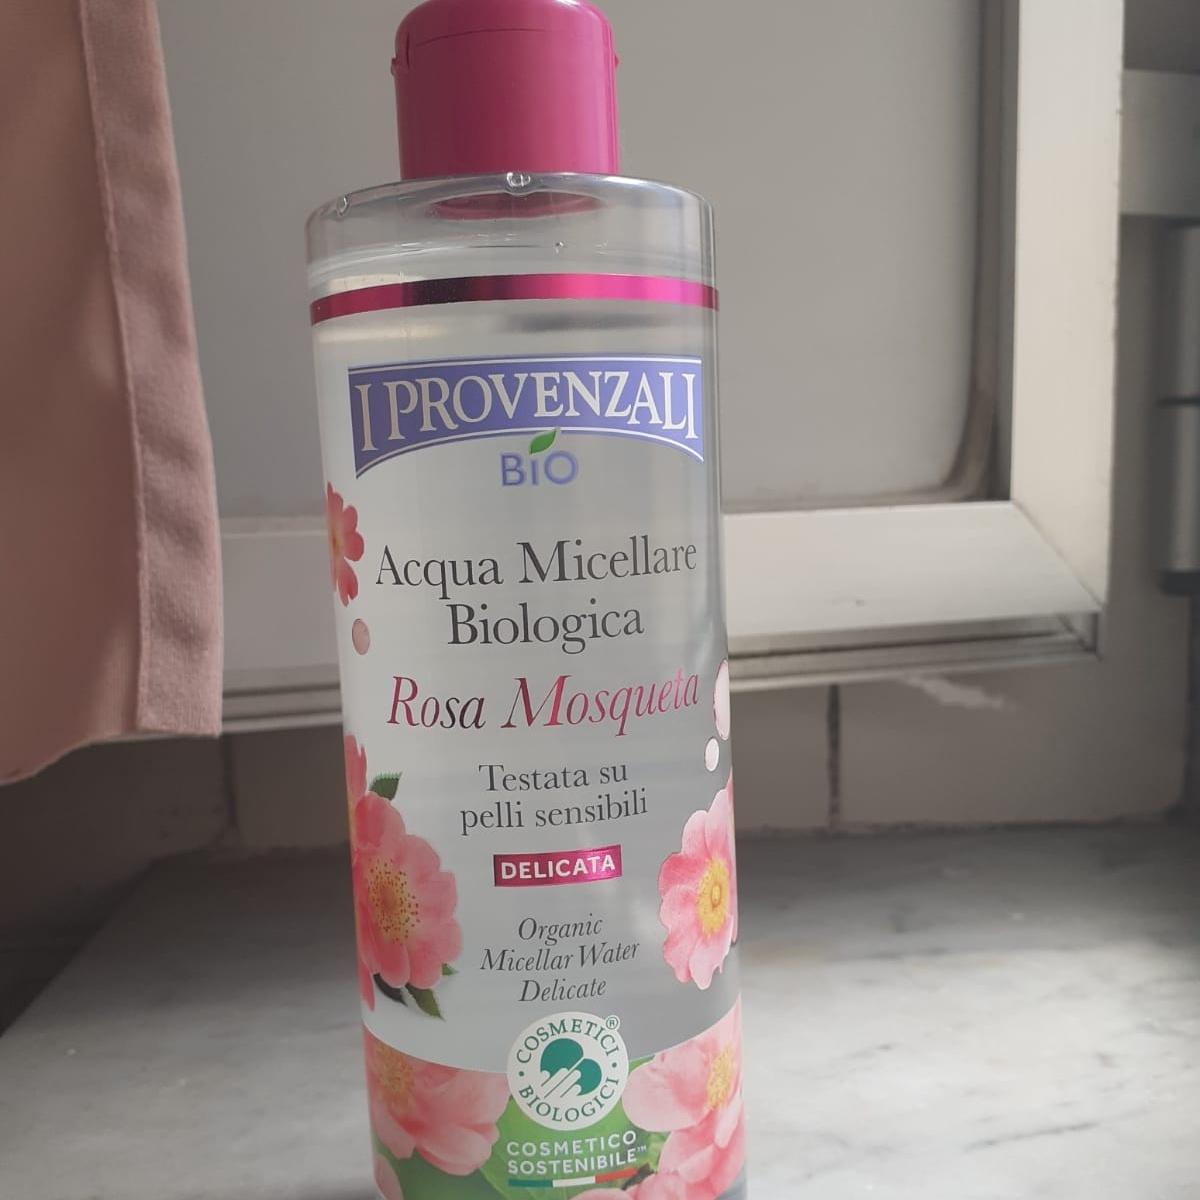 I PROVENZALI
BiO
Acqua Micellare
Biologica
Rosa Mosqueta
Testata su
pelli sensibili
DELICATA
Organic
Micellar Water
Delicate
COSMETICI®
BIOLOGICI
COSMETICO
SOSTENIBILE™